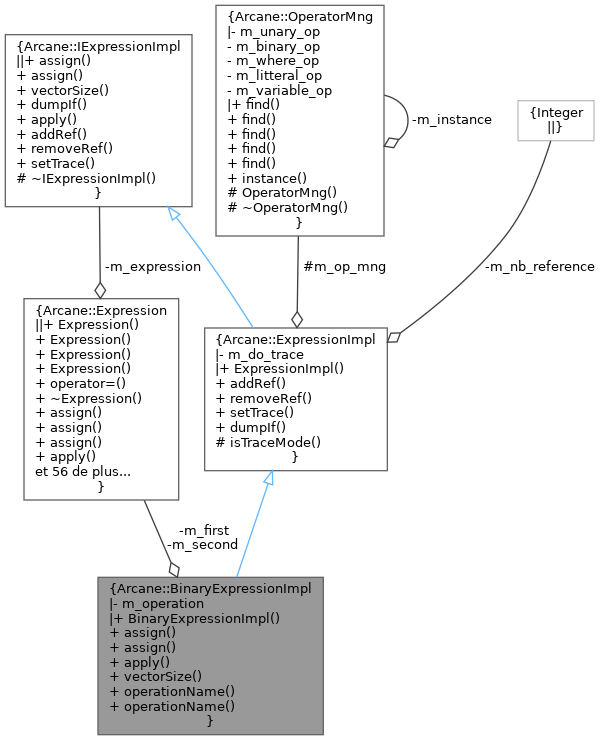 {Arcane::OperatorMng
|- m_unary_op
- m_binary_op
- m_where_op
- m_litteral_op
- m_variable_op
|+ find()
+ find()
+ find()
+ find()
+ find()
+ instance()
# OperatorMng()
# ~OperatorMng()
}
{Arcane::IExpressionImpl
||+ assign()
+ assign()
+ vectorSize()
+ dumpIf()
+ apply()
+ addRef()
+ removeRef()
+ setTrace()
# ~IExpressionImpl()
}
-m_instance
{Integer
||}
-m_expression
#m_op_mng
-m_nb_reference
{Arcane::Expression
||+ Expression()
+ Expression()
+ Expression()
+ Expression()
+ operator=()
+ ~Expression()
+ assign()
+ assign()
+ assign()
+ apply()
et 56 de plus...
}
{Arcane::ExpressionImpl
|- m_do_trace
|+ ExpressionImpl()
+ addRef()
+ removeRef()
+ setTrace()
+ dumpIf()
# isTraceMode()
}
-m_first
-m_second
{Arcane::BinaryExpressionImpl
|- m_operation
|+ BinaryExpressionImpl()
+ assign()
+ assign()
+ apply()
+ vectorSize()
+ operationName()
+ operationName()
}